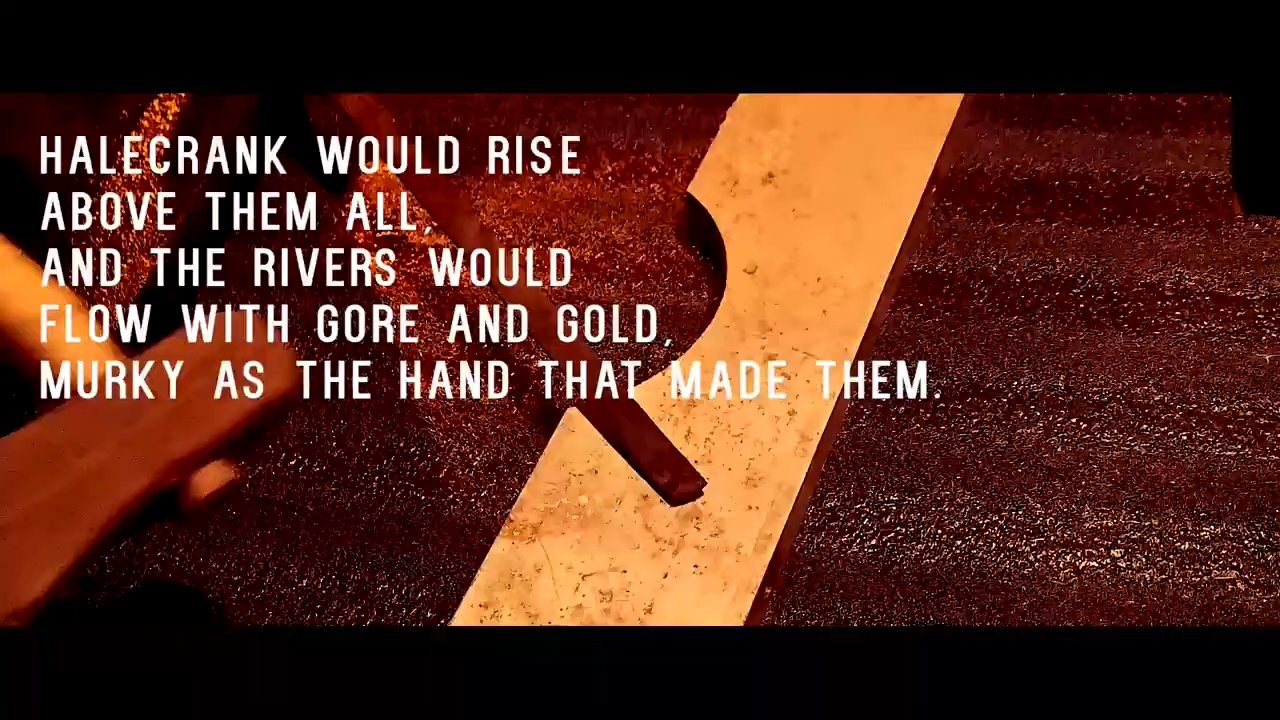 HALECRANK WOULD RISE
ABOVE THEM ALL,
AND THE RIVERS WOULD
FLOW WITH GORE AND GOLD,
MURKY AS THE HAND THAT MADE THEM.